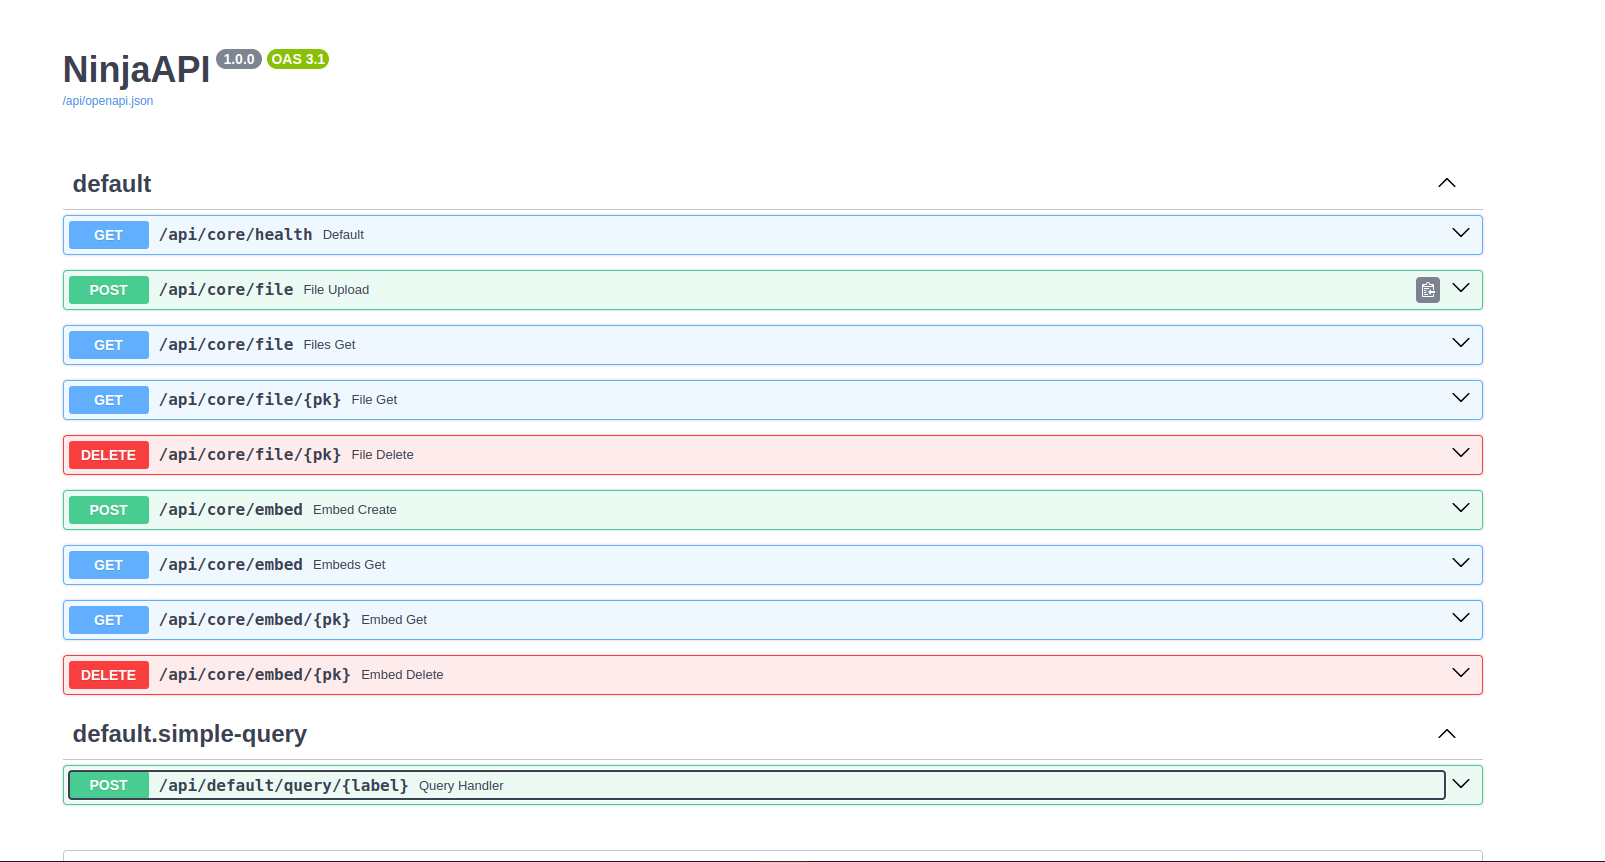 NinjaAPI 1.0.0 OAS 3.1
/api/openapi.json
default
GET /api/core/health Default
POST /api/core/file File Upload
GET /api/core/file Files Get
GET /api/core/file/{pk} File Get
DELETE /api/core/file/{pk} File Delete
POST /api/core/embed Embed Create
GET /api/core/embed Embeds Get
GET /api/core/embed/{pk} Embed Get
DELETE /api/core/embed/{pk} Embed Delete
default.simple-query
POST /api/default/query/{label} Query Handler